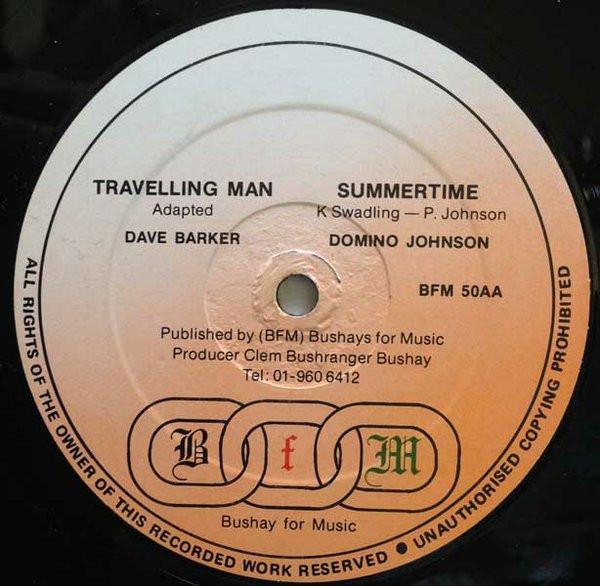 TRAVELLING MAN
Adapted
DAVE BARKER
SUMMERTIME
K Swadling — P. Johnson
DOMINO JOHNSON
BFM 50AA
Published by (BFM) Bushays for Music
Producer Clem Bushranger Bushay
Tel: 01-960 6412
B f M
Bushay for Music
ALL RIGHTS OF THE OWNER OF THIS RECORDED WORK RESERVED ● UNAUTHORISED COPYING PROHIBITED